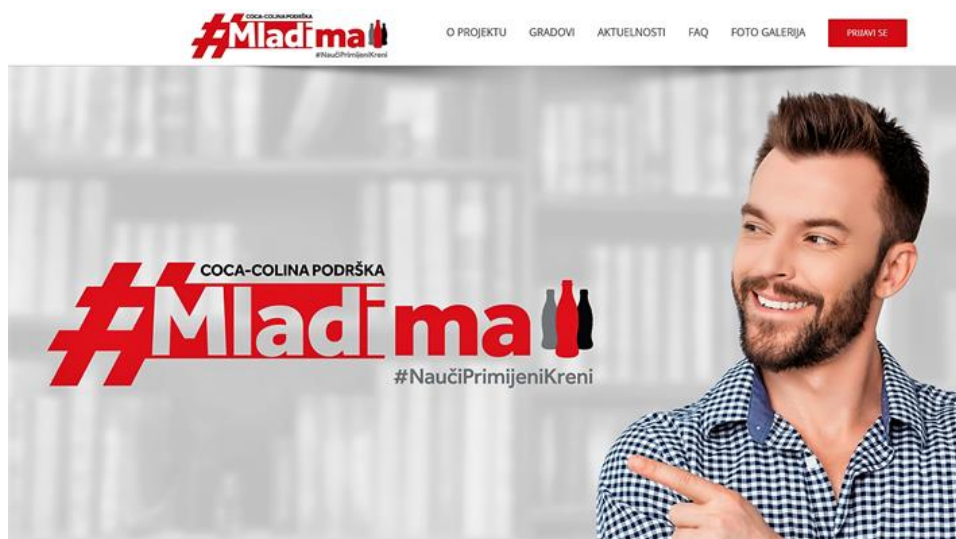 COCA-COLINA PODRŠKA
#Mladima
#NaučiPrimijeniKreni
O PROJEKTU GRADOVI AKTUELNOSTI FAQ FOTO GALERIJA PRIJAVI SE
COCA-COLINA PODRŠKA
#Mladima
#NaučiPrimijeniKreni